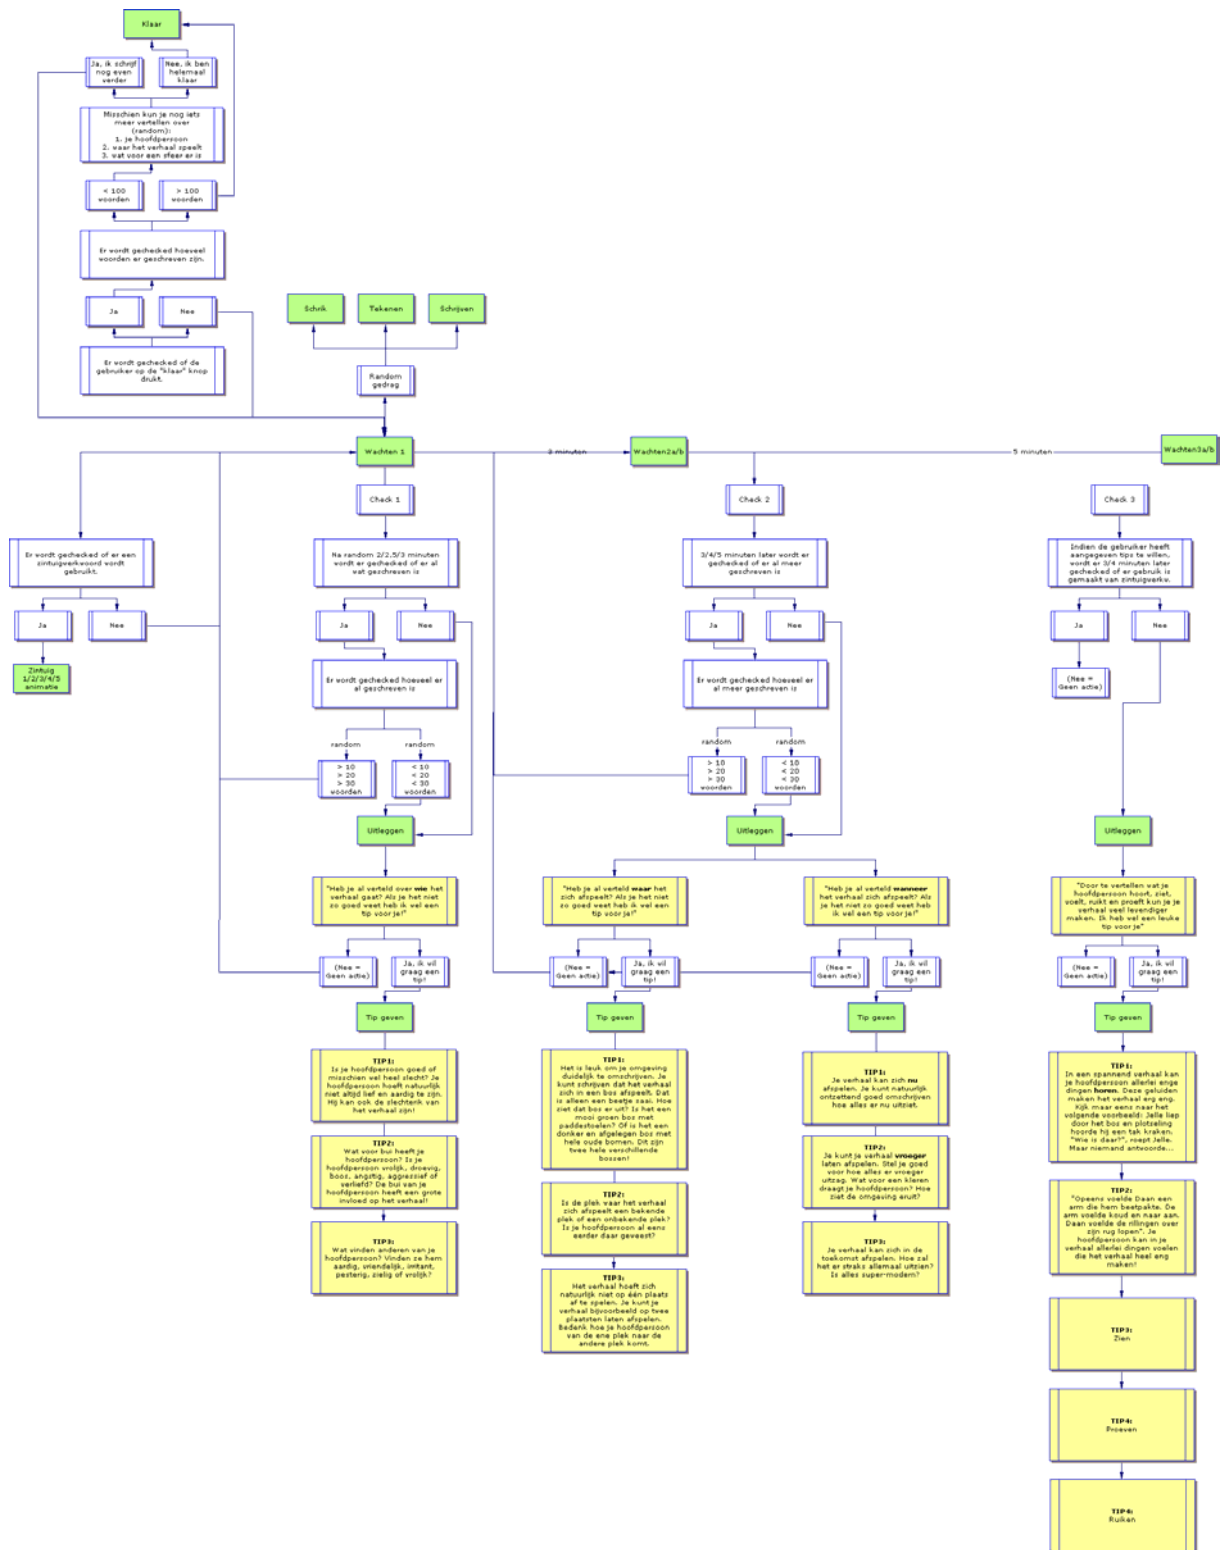 Klaar
Ja, ik schrijf
nog even
verder
Nee, ik ben
helemaal
klaar
Misschien kun je nog iets
meer vertellen over
(random):
1. je hoofdpersoon
2. waar het verhaal speelt
3. wat voor een sfeer er is
< 100
woorden
> 100
woorden
Er wordt gechecked hoeveel
woorden er geschreven zijn.
Ja
Nee
Er wordt gechecked of de
gebruiker op de "klaar" knop
drukt.
Schrik
Tekenen
Schrijven
Random
gedrag
Wachten 1
3 minuten
Wachten2a/b
5 minuten
Wachten3a/b
Check 1
Check 2
Check 3
Er wordt gechecked of er een
zintuigwerkwoord wordt
gebruikt.
Ja
Nee
Zintuig
1/2/3/4/5
animatie
Na random 2/2.5/3 minuten
wordt er gechecked of er al
wat geschreven is
Ja
Nee
Er wordt gechecked hoeveel er
al geschreven is
random
random
> 10
> 20
> 30
woorden
< 10
< 20
< 30
woorden
Uitleggen
"Heb je al verteld over wie het
verhaal gaat? Als je het niet
zo goed weet heb ik wel een
tip voor je!"
(Nee =
Geen actie)
Ja, ik wil
graag een
tip!
Tip geven
TIP1:
Is je hoofdpersoon goed of
misschien wel heel slecht? Je
hoofdpersoon hoeft natuurlijk
niet altijd lief en aardig te zijn.
Hij kan ook de slechterik van
het verhaal zijn!
TIP2:
Wat voor bui heeft je
hoofdpersoon? Is je
hoofdpersoon vrolijk, droevig,
boos, angstig, aggressief of
verliefd? De bui van je
hoofdpersoon heeft een grote
invloed op het verhaal!
TIP3:
Wat vinden anderen van je
hoofdpersoon? Vinden ze hem
aardig, vriendelijk, irritant,
pesterig, zielig of vrolijk?
3/4/5 minuten later wordt er
gechecked of er al meer
geschreven is
Ja
Nee
Er wordt gechecked hoeveel er
al meer geschreven is
random
random
> 10
> 20
> 30
woorden
< 10
< 20
< 30
woorden
Uitleggen
"Heb je al verteld waar het
zich afspeelt? Als je het niet
zo goed weet heb ik wel een
tip voor je!"
(Nee =
Geen actie)
Ja, ik wil
graag een
tip!
Tip geven
TIP1:
Het is leuk om je omgeving
duidelijk te omschrijven. Je
kunt schrijven dat het verhaal
zich in een bos afspeelt. Dat
is alleen een beetje saai. Hoe
ziet dat bos er uit? Is het een
mooi groen bos met
paddestoelen? Of is het een
donker en afgelegen bos met
hele oude bomen. Dit zijn
twee hele verschillende
bossen!
TIP2:
Is de plek waar het verhaal
zich afspeelt een bekende
plek of een onbekende plek?
Is je hoofdpersoon al eens
eerder daar geweest?
TIP3:
Het verhaal hoeft zich
natuurlijk niet op één plaats
af te spelen. Je kunt je
verhaal bijvoorbeeld op twee
plaatsten laten afspelen.
Bedenk hoe je hoofdpersoon
van de ene plek naar de
andere plek komt.
"Heb je al verteld wanneer
het verhaal zich afspeelt? Als
je het niet zo goed weet heb
ik wel een tip voor je!"
(Nee =
Geen actie)
Ja, ik wil
graag een
tip!
Tip geven
TIP1:
Je verhaal kan zich nu
afspelen. Je kunt natuurlijk
ontzettend goed omschrijven
hoe alles er nu uitziet.
TIP2:
Je kunt je verhaal vroeger
laten afspelen. Stel je goed
voor hoe alles er vroeger
uitzag. Wat voor een kleren
draagt je hoofdpersoon? Hoe
ziet de omgeving eruit?
TIP3:
Je verhaal kan zich in de
toekomst afspelen. Hoe zal
het er straks allemaal uitzien?
Is alles super-modern?
Indien de gebruiker heeft
aangegeven tips te willen,
wordt er 3/4 minuten later
gechecked of er gebruik is
gemaakt van zintuigwerkw.
Ja
Nee
(Nee =
Geen actie)
Uitleggen
"Door te vertellen wat je
hoofdpersoon hoort, ziet,
voelt, ruikt en proeft kun je je
verhaal veel levendiger
maken. Ik heb wel een leuke
tip voor je"
(Nee =
Geen actie)
Ja, ik wil
graag een
tip!
Tip geven
TIP1:
In een spannend verhaal kan
je hoofdpersoon allerlei enge
dingen horen. Deze geluiden
maken het verhaal erg eng.
Kijk maar eens naar het
volgende voorbeeld: Jelle liep
door het bos en plotseling
hoorde hij een tak kraken.
"Wie is daar?", roept Jelle.
Maar niemand antwoorde...
TIP2:
"Opeens voelde Daan een
arm die hem beetpakte. De
arm voelde koud en naar aan.
Daan voelde de rillingen over
zijn rug lopen". Je
hoofdpersoon kan in je
verhaal allerlei dingen voelen
die het verhaal heel eng
maken!
TIP3:
Zien
TIP4:
Proeven
TIP4:
Ruiken